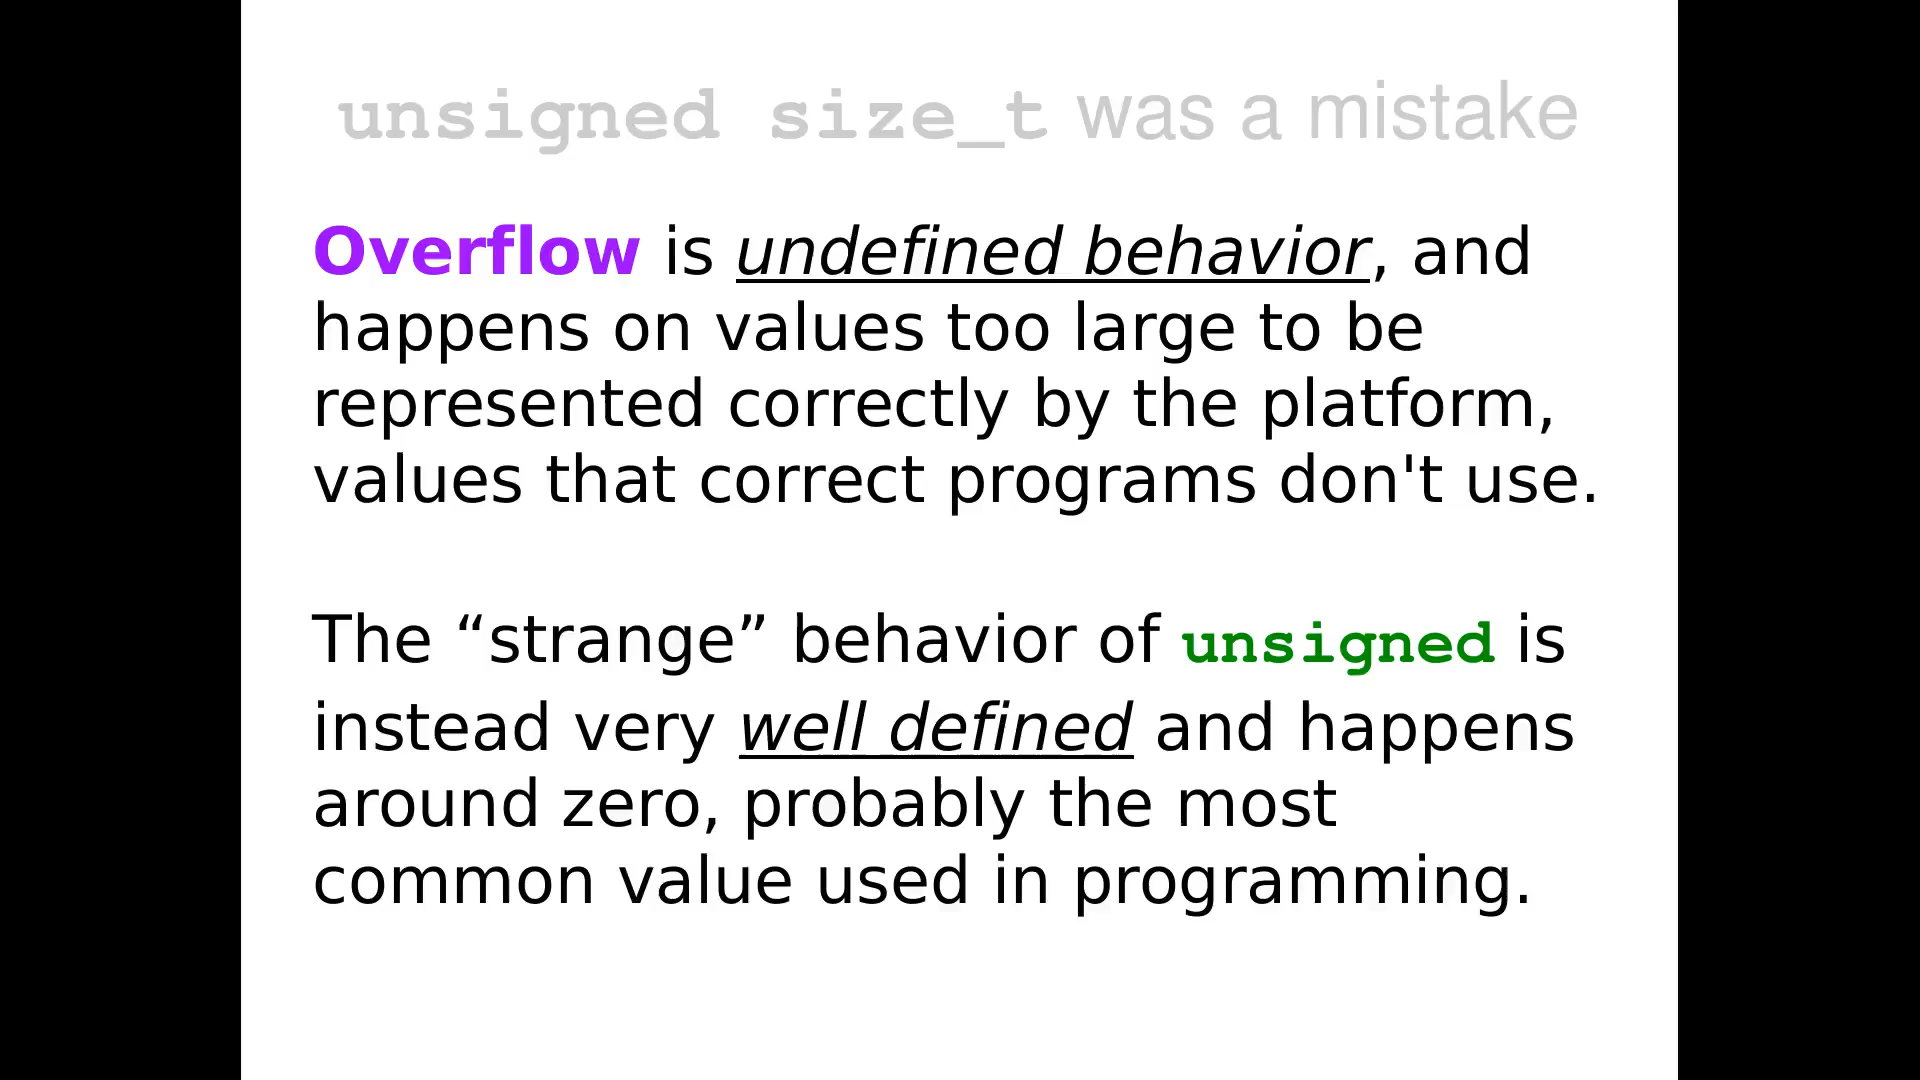 unsigned size_t was a mistake
Overflow is undefined behavior, and
happens on values too large to be
represented correctly by the platform,
values that correct programs don't use.
The “strange” behavior of unsigned is
instead very well defined and happens
around zero, probably the most
common value used in programming.